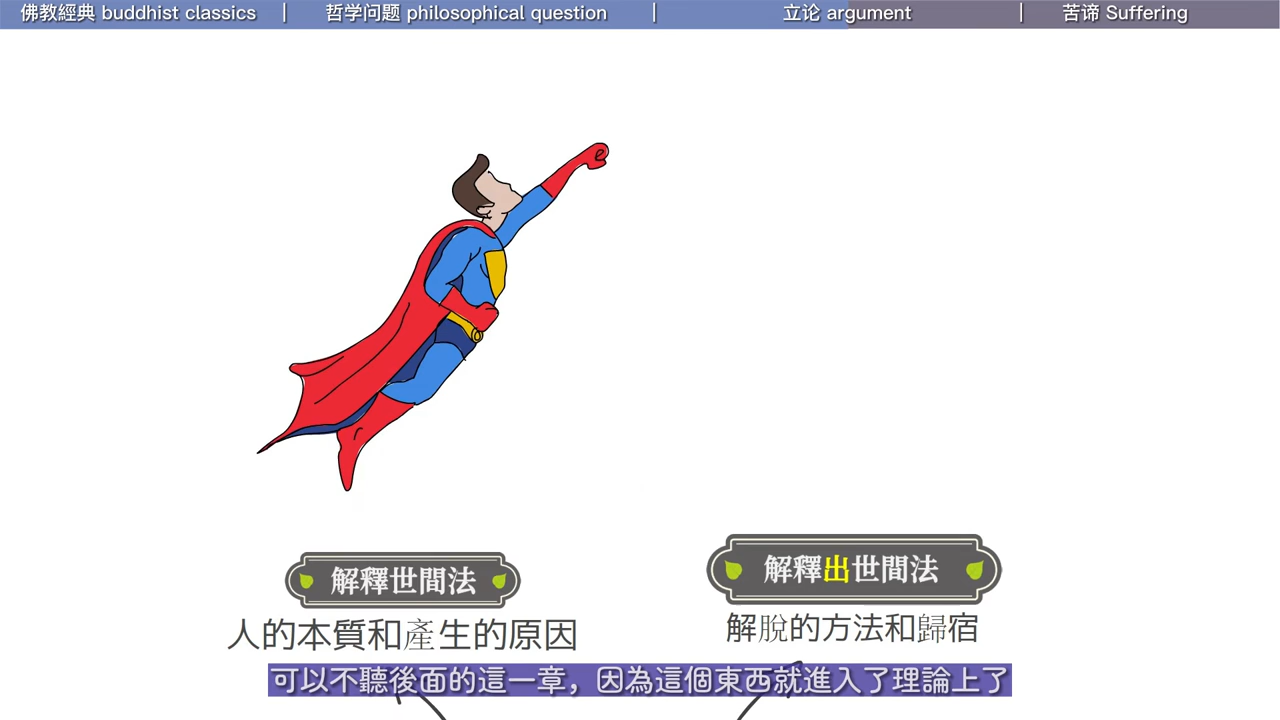 佛教經典 buddhist classics | 哲学问题 philosophical question | 立论 argument | 苦谛 Suffering
解釋世間法
解釋出世間法
人的本質和產生的原因
解脫的方法和歸宿
可以不聽後面的這一章，因為這個東西就進入了理論上了